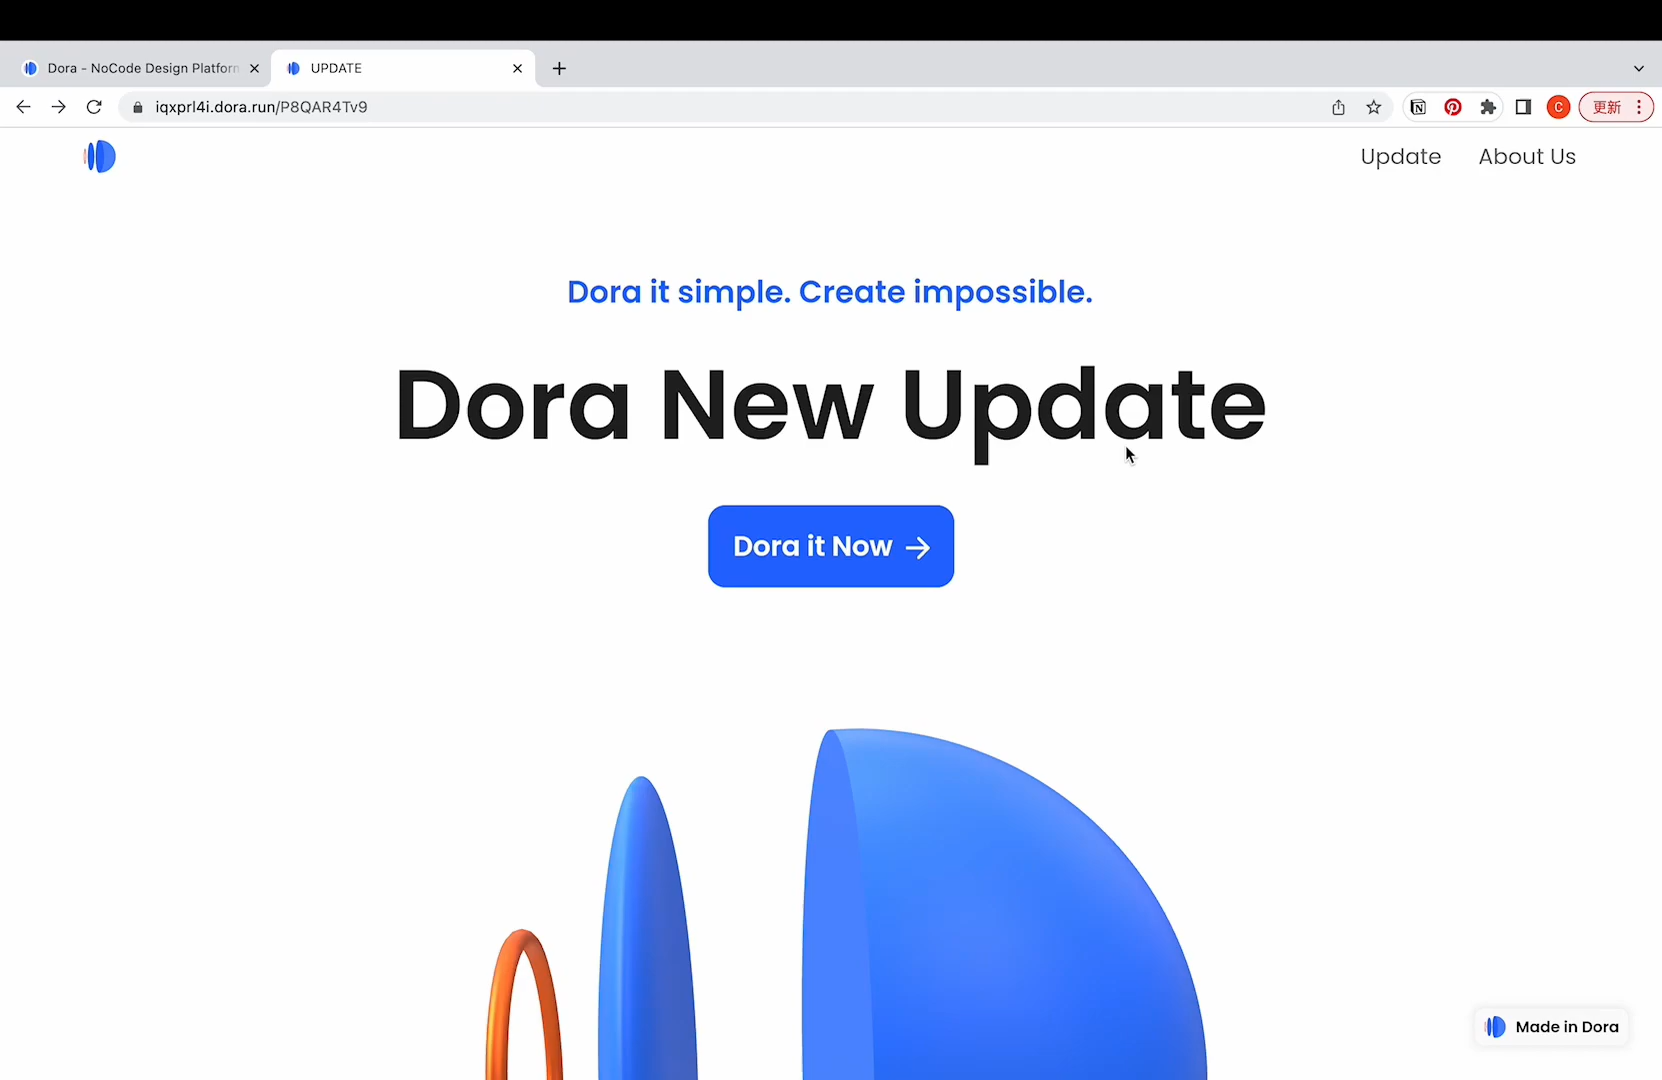 Dora - NoCode Design Platform
UPDATE
iqxprl4i.dora.run/P8QAR4Tv9
C
更新
Update
About Us
Dora it simple. Create impossible.
Dora New Update
Dora it Now →
Made in Dora